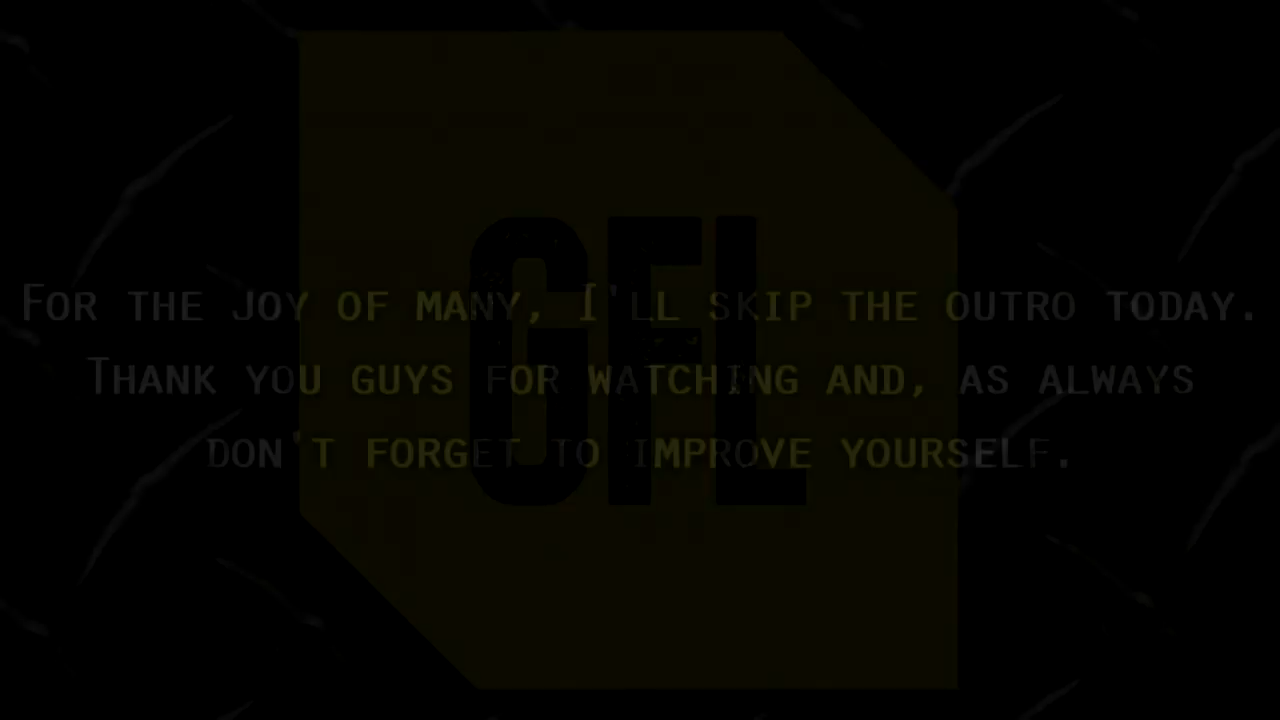 GFL
For the joy of many, I'll skip the outro today.
Thank you guys for watching and, as always
don't forget to improve yourself.